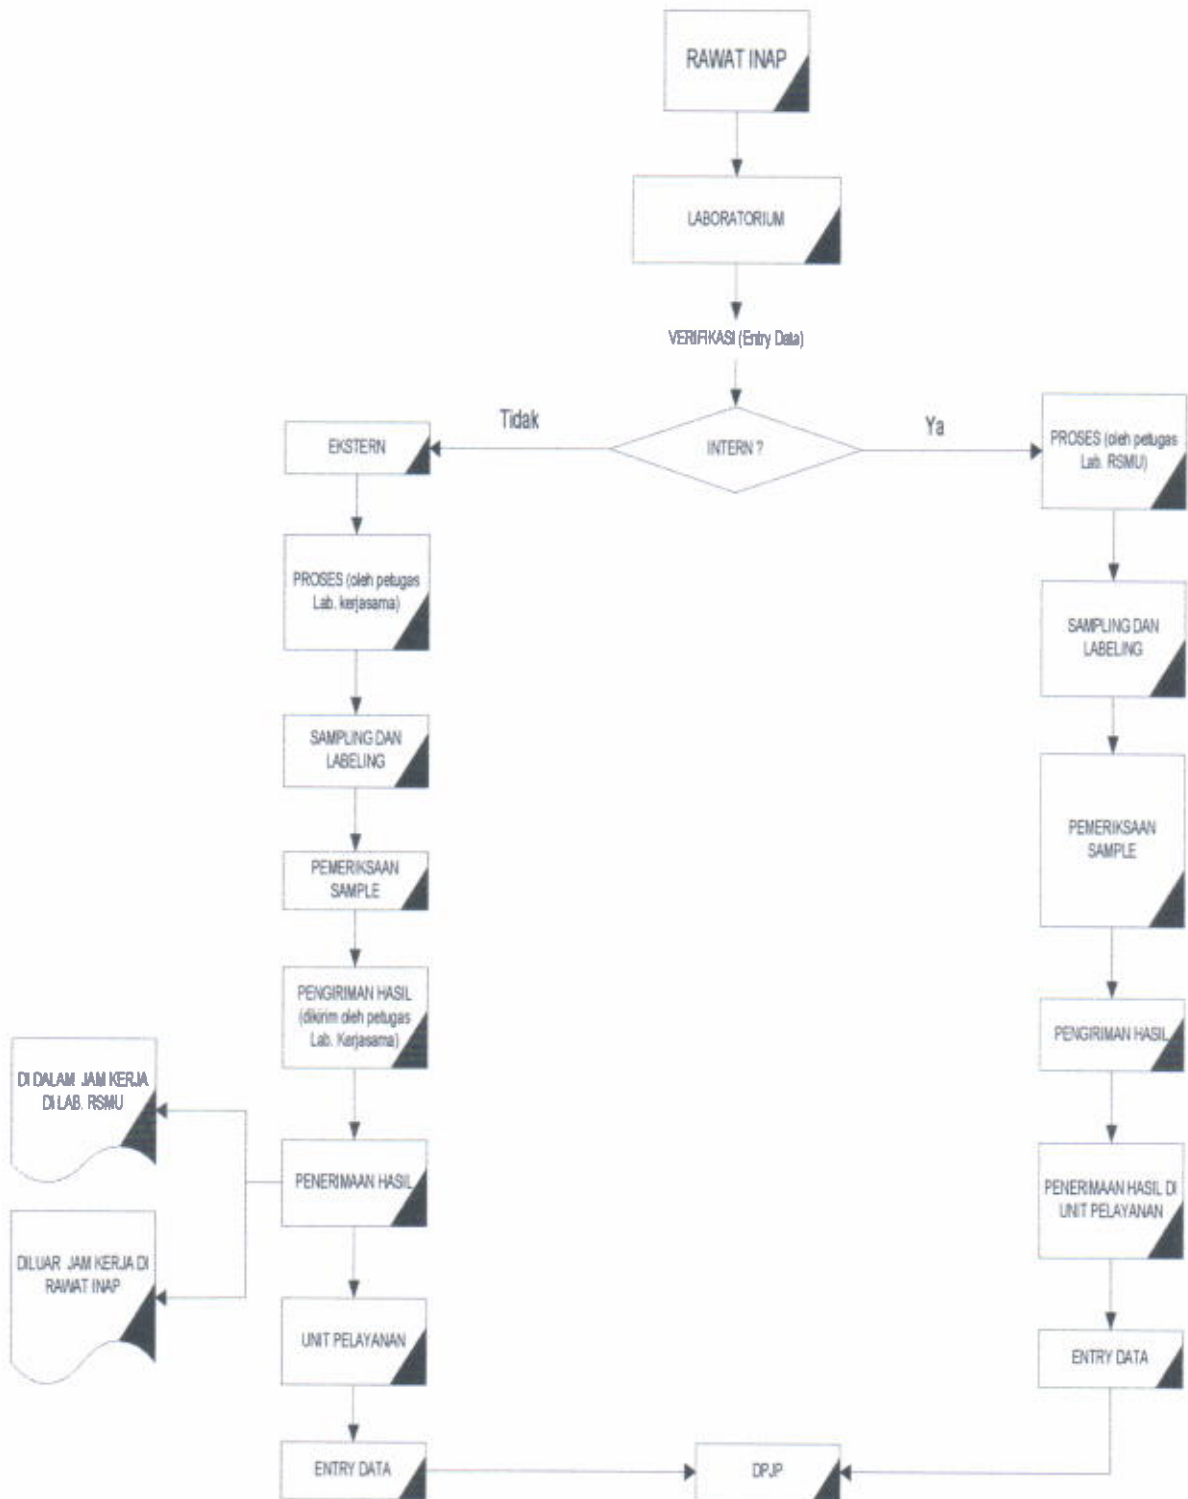 RAWAT INAP
LABORATORIUM
VERIFIKASI (Entry Data)
INTERN ?
Tidak
Ya
EKSTERN
PROSES (oleh petugas
Lab. kerjasama)
SAMPLING DAN
LABELING
PEMERIKSAAN
SAMPLE
PENGIRIMAN HASIL
(dikirim oleh petugas
Lab. Kerjasama)
PENERIMAAN HASIL
DI DALAM JAM KERJA
DI LAB. RSMU
DILUAR JAM KERJA DI
RAWAT INAP
UNIT PELAYANAN
ENTRY DATA
PROSES (oleh petugas
Lab. RSMU)
SAMPLING DAN
LABELING
PEMERIKSAAN
SAMPLE
PENGIRIMAN HASIL
PENERIMAAN HASIL DI
UNIT PELAYANAN
ENTRY DATA
DPJP